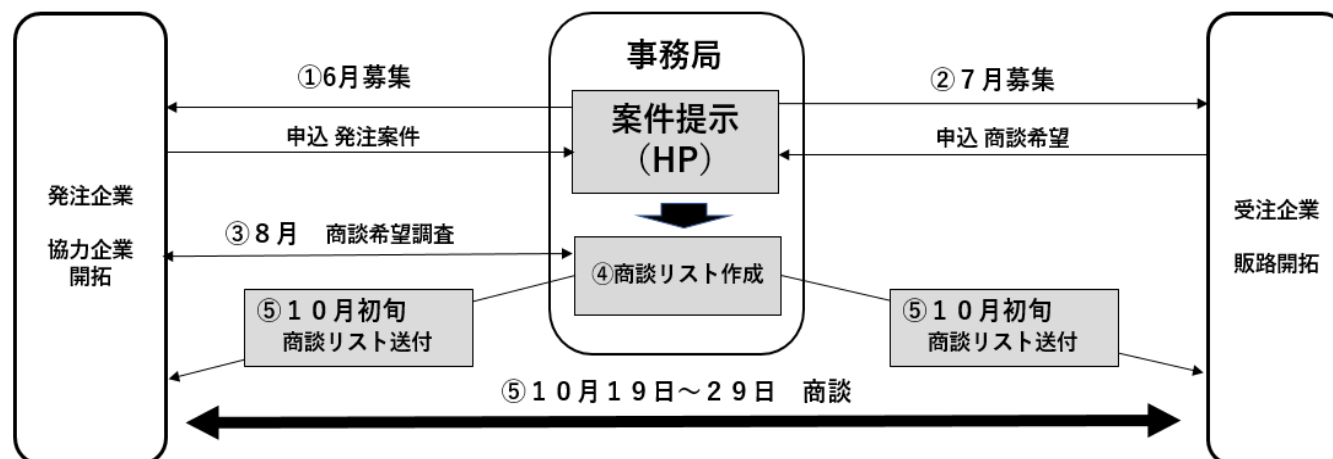 事務局
①6月募集
②７月募集
案件提示
（HP）
申込 発注案件
申込 商談希望
発注企業
協力企業
開拓
受注企業
販路開拓
③８月　商談希望調査
④商談リスト作成
⑤１０月初旬
商談リスト送付
⑤１０月初旬
商談リスト送付
⑤１０月１９日～２９日　商談